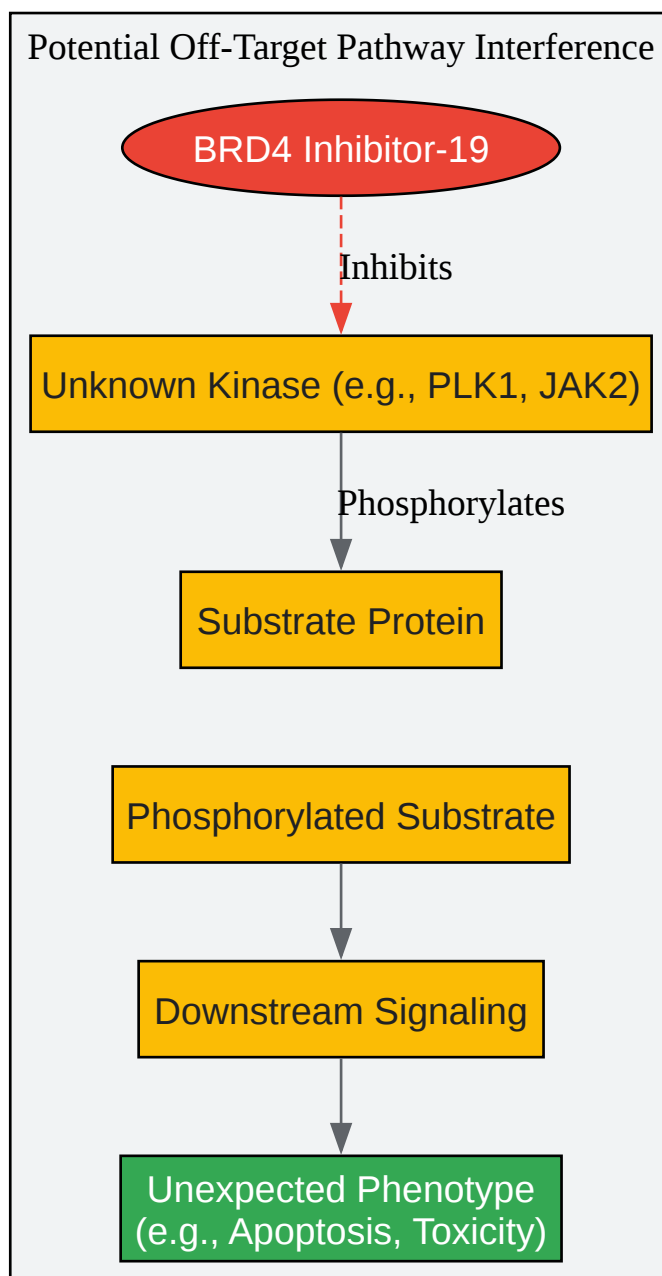 Potential Off-Target Pathway Interference
BRD4 Inhibitor-19
Inhibits
Unknown Kinase (e.g., PLK1, JAK2)
Phosphorylates
Substrate Protein
Phosphorylated Substrate
Downstream Signaling
Unexpected Phenotype
(e.g., Apoptosis, Toxicity)